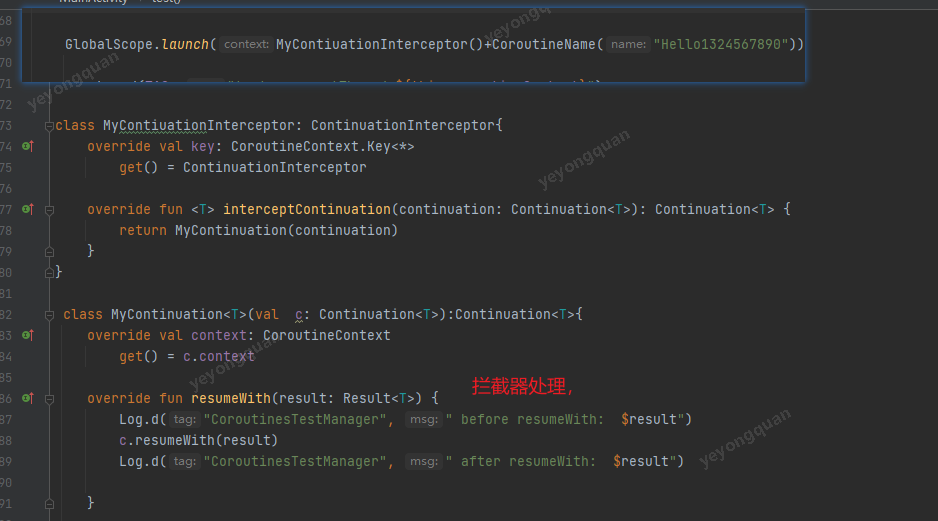 MainActivity test()
68
69 GlobalScope.launch( context: MyContiuationInterceptor()+CoroutineName( name: "Hello1324567890"))
70
71
72
73 class MyContiuationInterceptor: ContinuationInterceptor{
74 override val key: CoroutineContext.Key<*>
75 get() = ContinuationInterceptor
76
77 override fun <T> interceptContinuation(continuation: Continuation<T>): Continuation<T> {
78 return MyContinuation(continuation)
79 }
80 }
81
82 class MyContinuation<T>(val c: Continuation<T>):Continuation<T>{
83 override val context: CoroutineContext
84 get() = c.context
85
拦截器处理,
86 override fun resumeWith(result: Result<T>) {
87 Log.d( tag: "CoroutinesTestManager", msg: " before resumeWith: $result")
88 c.resumeWith(result)
89 Log.d( tag: "CoroutinesTestManager", msg: " after resumeWith: $result")
90
91 }
yeyongquan
yeyongquan
yeyongquan
yeyongquan
yeyongquan